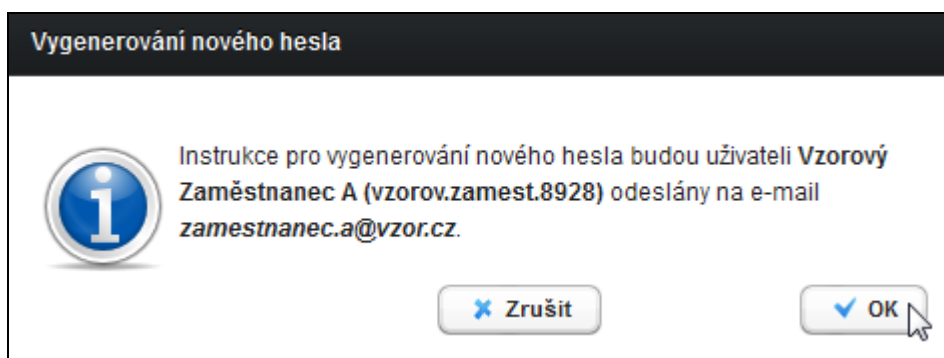 Vygenerování nového hesla
Instrukce pro vygenerování nového hesla budou uživateli Vzorový
Zaměstnanec A (vzorov.zamest.8928) odeslány na e-mail
zamestnanec.a@vzor.cz.
Zrušit
OK